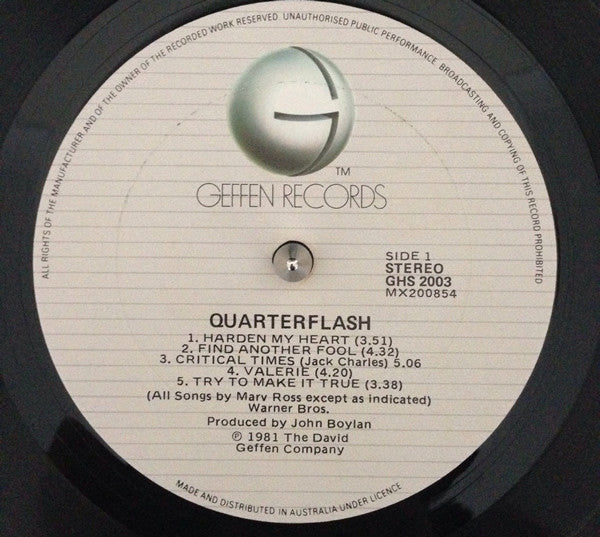 ALL RIGHTS OF THE MANUFACTURER AND OF THE OWNER OF THE RECORDED WORK RESERVED. UNAUTHORISED PUBLIC PERFORMANCE, BROADCASTING AND COPYING OF THIS RECORD PROHIBITED
G
TM
GEFFEN RECORDS
SIDE 1
STEREO
GHS 2003
MX200854
QUARTERFLASH
1. HARDEN MY HEART (3.51)
2. FIND ANOTHER FOOL (4.32)
3. CRITICAL TIMES (Jack Charles) 5.06
4. VALERIE (4.20)
5. TRY TO MAKE IT TRUE (3.38)
(All Songs by Marv Ross except as indicated)
Warner Bros.
Produced by John Boylan
℗ 1981 The David
Geffen Company
MADE AND DISTRIBUTED IN AUSTRALIA UNDER LICENCE